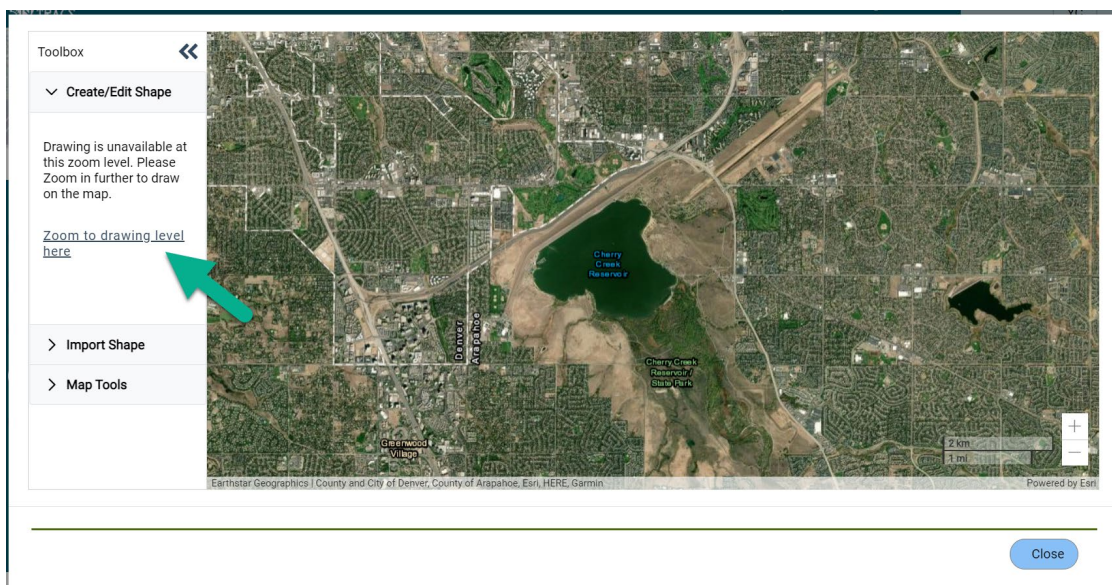 Toolbox
Create/Edit Shape
Drawing is unavailable at
this zoom level. Please
Zoom in further to draw
on the map.
Zoom to drawing level
here
Import Shape
Map Tools
Cherry
Creek
Reservoir
Denver
Arapahoe
Cherry Creek
Reservoir /
State Park
Greenwood
Village
2 km
1 mi
Earthstar Geographics | County and City of Denver, County of Arapahoe, Esri, HERE, Garmin
Powered by Esri
Close